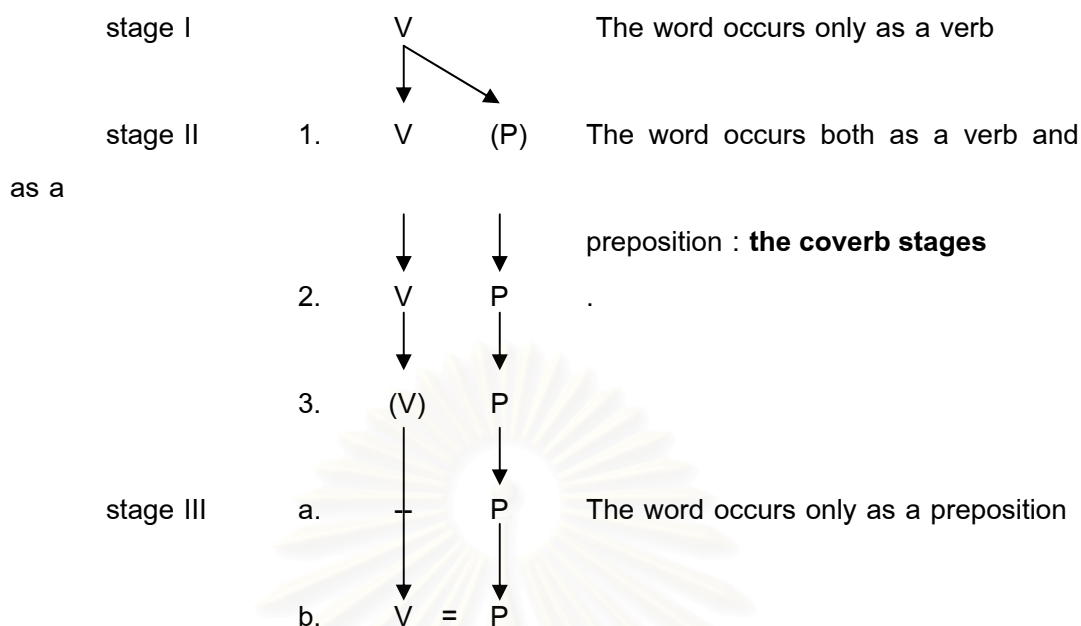 stage I V The word occurs only as a verb
stage II 1. V (P) The word occurs both as a verb and
as a
preposition : the coverb stages
2. V P .
3. (V) P
stage III a. – P The word occurs only as a preposition
b. V = P